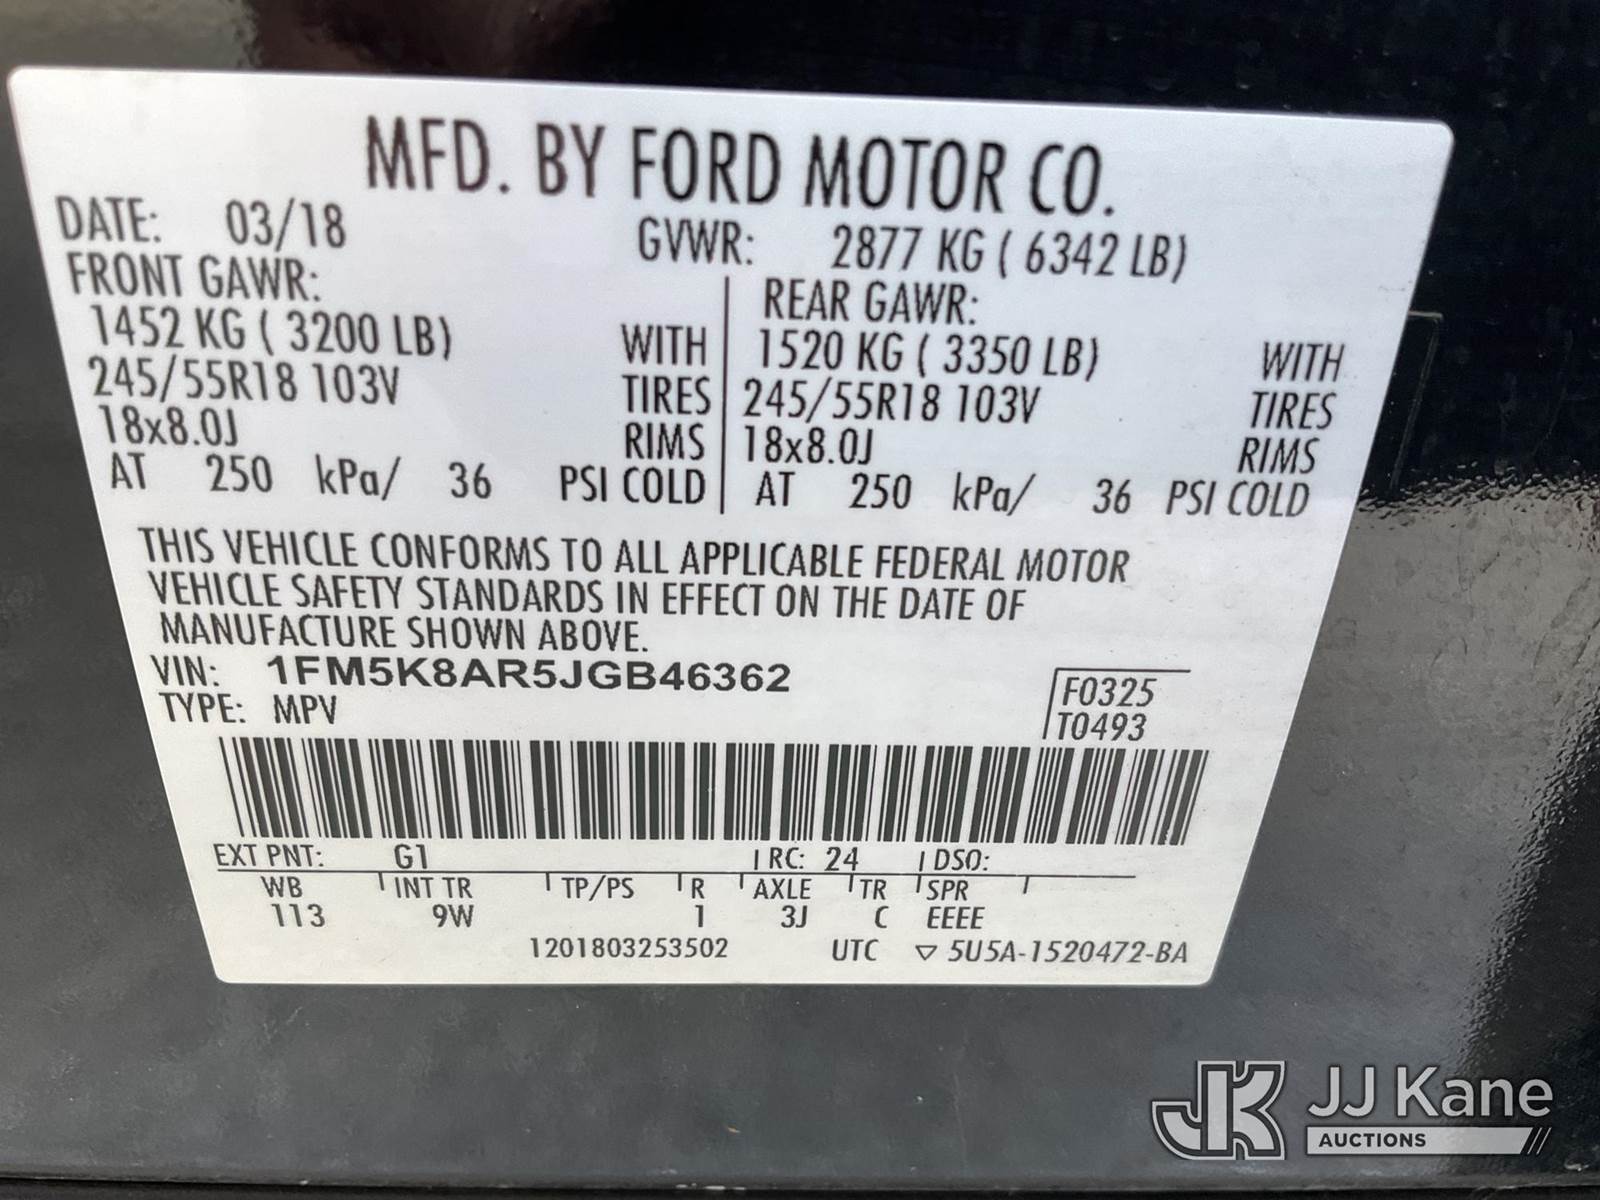 MFD. BY FORD MOTOR CO.
DATE: 03/18 GVWR: 2877 KG ( 6342 LB)
FRONT GAWR: REAR GAWR:
1452 KG ( 3200 LB) WITH 1520 KG ( 3350 LB) WITH
245/55R18 103V TIRES 245/55R18 103V TIRES
18x8.0J RIMS 18x8.0J RIMS
AT 250 kPa/ 36 PSI COLD AT 250 kPa/ 36 PSI COLD
THIS VEHICLE CONFORMS TO ALL APPLICABLE FEDERAL MOTOR
VEHICLE SAFETY STANDARDS IN EFFECT ON THE DATE OF
MANUFACTURE SHOWN ABOVE.
VIN: 1FM5K8AR5JGB46362
TYPE: MPV
F0325
T0493
EXT PNT: G1 RC: 24 DSO:
WB INT TR TP/PS R AXLE TR SPR
113 9W 1 3J C EEEE
1201803253502 UTC ▽ 5U5A-1520472-BA
JK JJ Kane
AUCTIONS